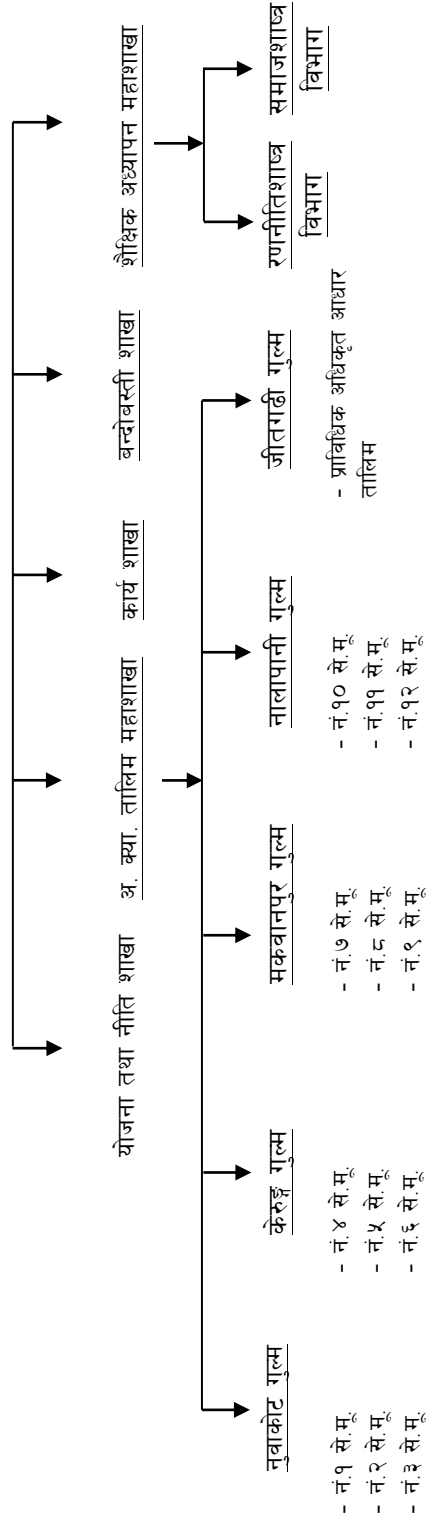 योजना तथा नीति शाखा
अ. क्या. तालिम महाशाखा
कार्य शाखा
बन्दोबस्ती शाखा
शैक्षिक अध्यापन महाशाखा
नुवाकोट गुल्म
- नं.१ से.मु.
- नं.२ से.मु.
- नं.३ से.मु.
केरुङ्ग गुल्म
- नं.४ से.मु.
- नं.५ से.मु.
- नं.६ से.मु.
मकवानपुर गुल्म
- नं.७ से.मु.
- नं.८ से.मु.
- नं.९ से.मु.
नालापानी गुल्म
- नं.१० से.मु.
- नं.११ से.मु.
- नं.१२ से.मु.
जीतगढी गुल्म
- प्राविधिक अधिकृत आधार
तालिम
रणनीतिशाष्त्र
विभाग
समाजशाष्त्र
विभाग